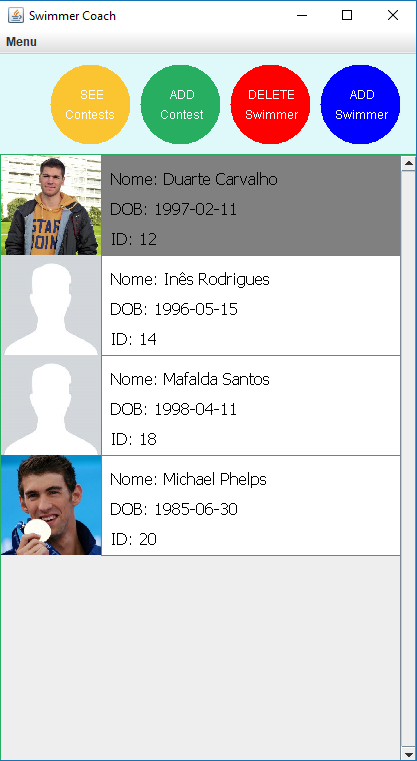 Swimmer Coach
Menu
SEE
Contests
ADD
Contest
DELETE
Swimmer
ADD
Swimmer
Nome: Duarte Carvalho
DOB: 1997-02-11
ID: 12
Nome: Inês Rodrigues
DOB: 1996-05-15
ID: 14
Nome: Mafalda Santos
DOB: 1998-04-11
ID: 18
Nome: Michael Phelps
DOB: 1985-06-30
ID: 20